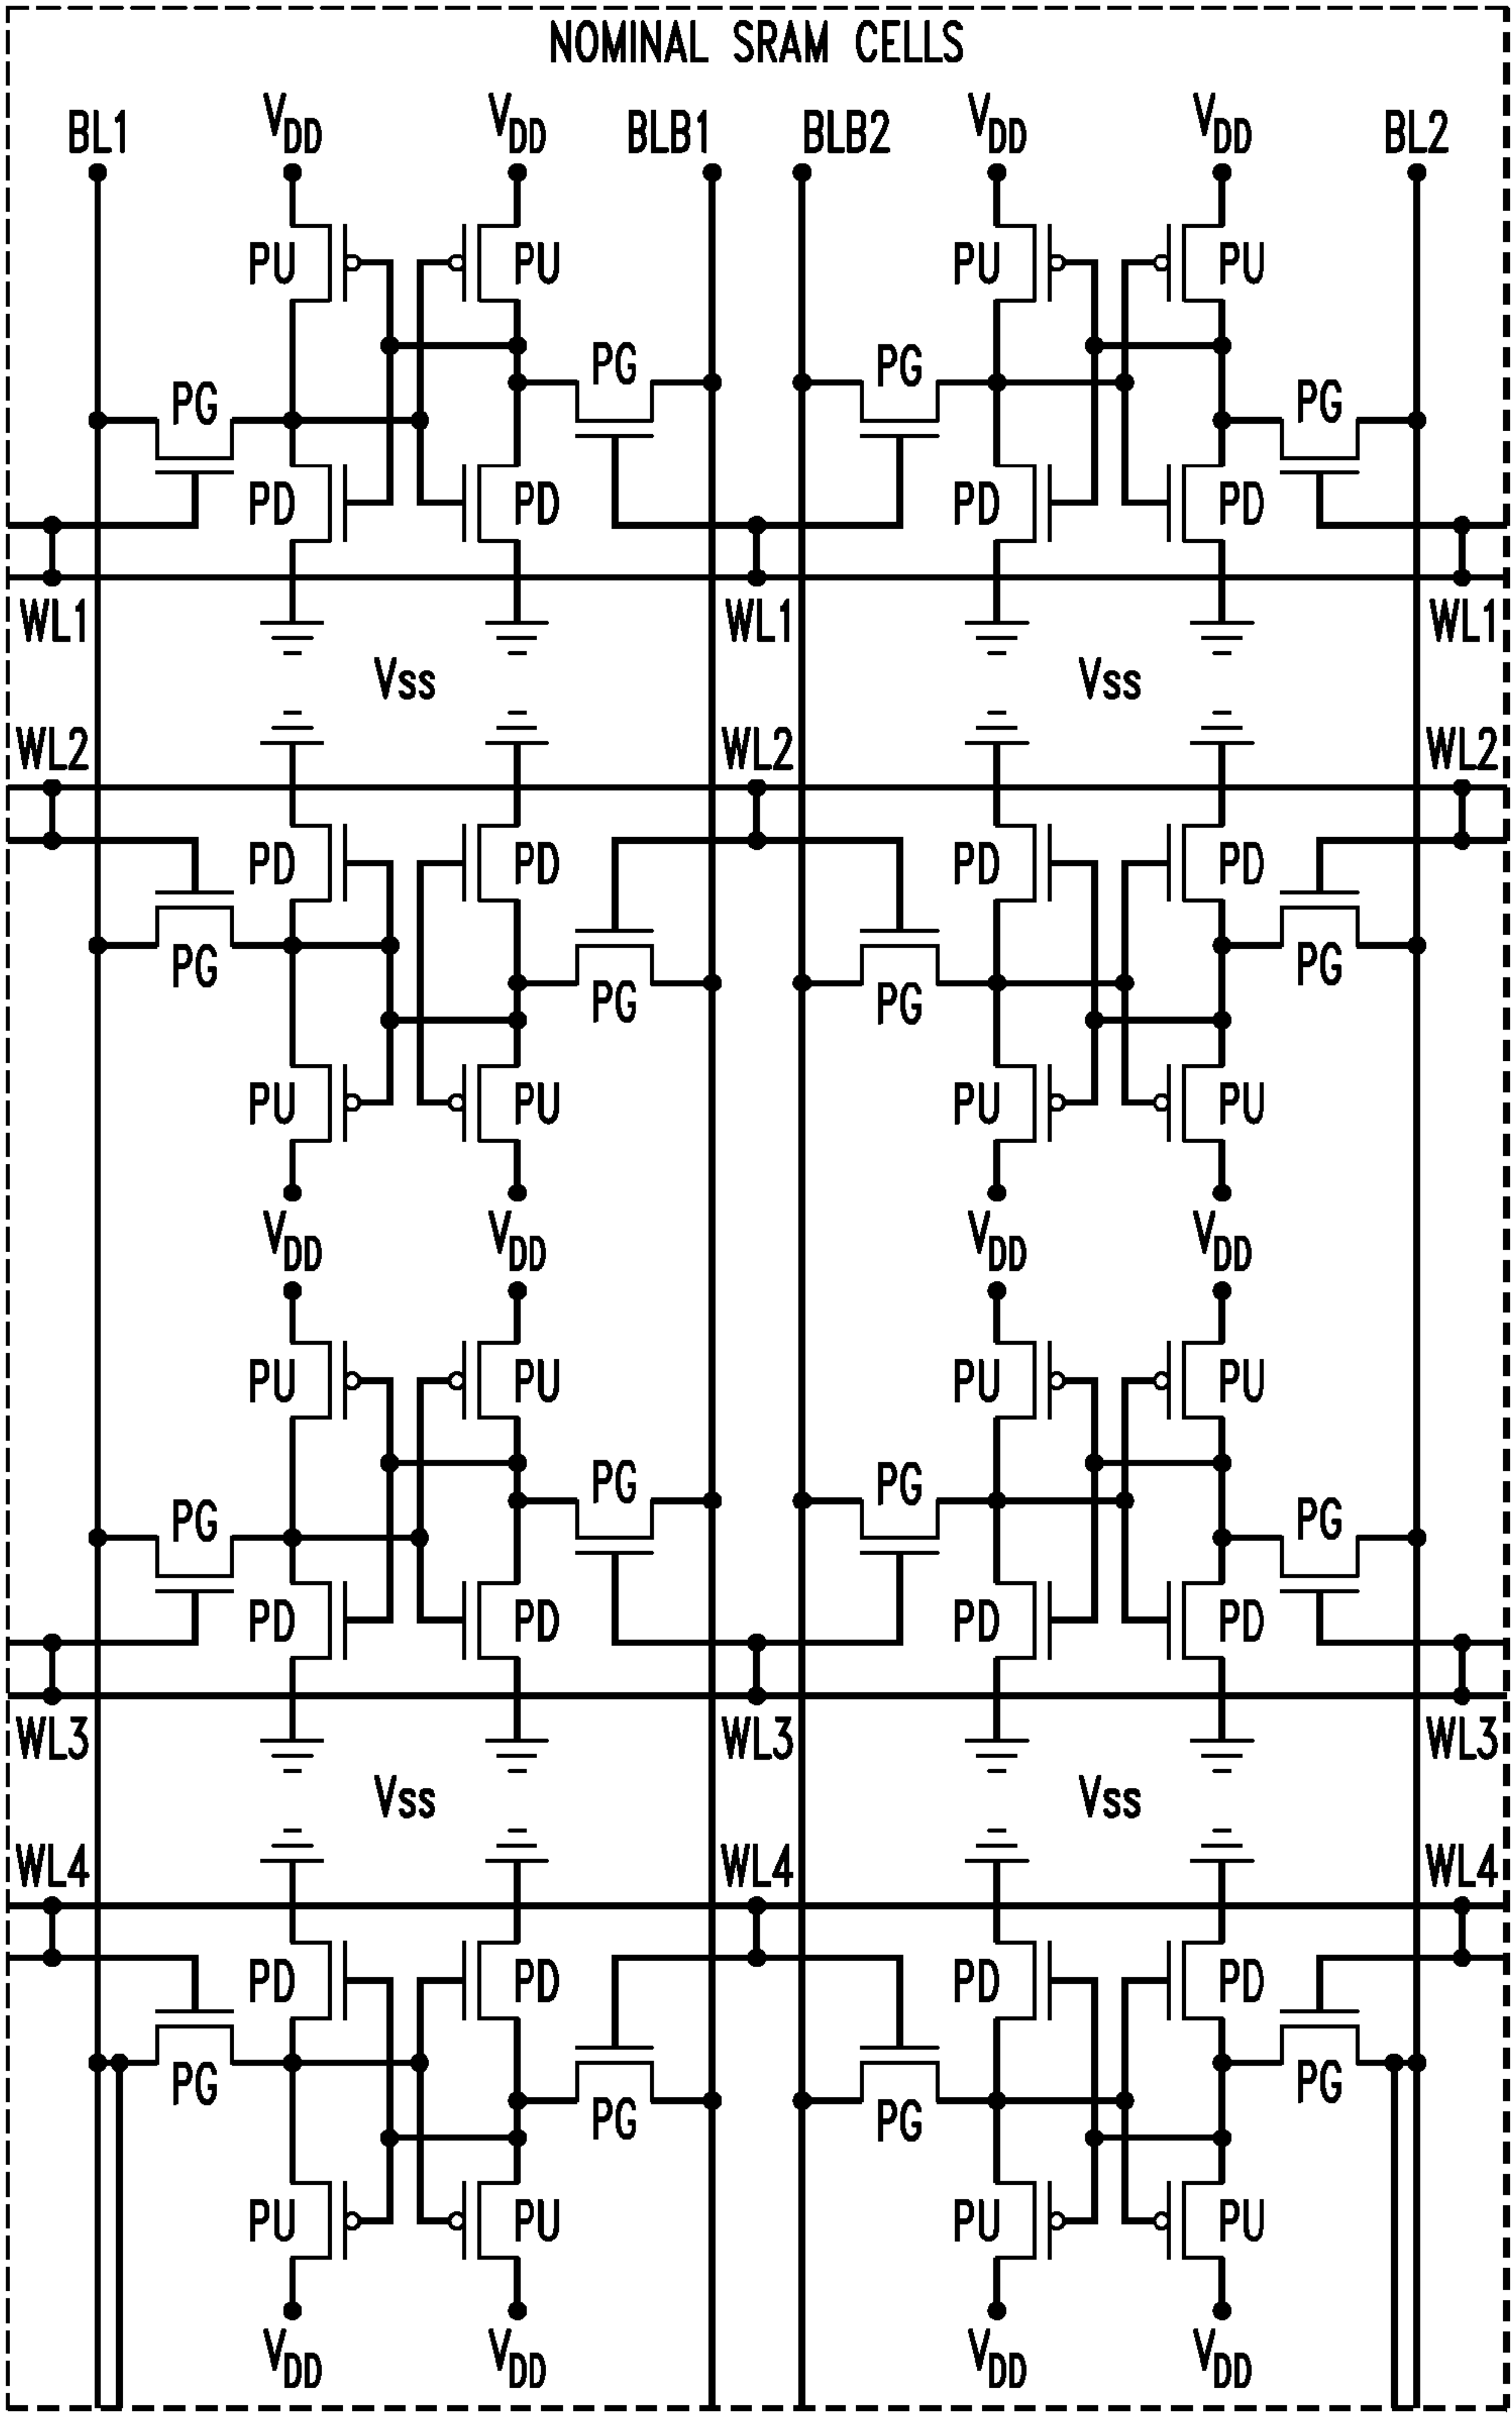 NOMINAL SRAM CELLS
BL1 VDD VDD BLB1 BLB2 VDD VDD BL2
PU PU PU PU
PG PG PG PG
PD PD PD PD
WL1 WL1 WL1
Vss Vss
WL2 WL2 WL2
PD PD PD PD
PG PG PG PG
PU PU PU PU
VDD VDD VDD VDD
PU PU PU PU
PG PG PG PG
PD PD PD PD
WL3 WL3 WL3
Vss Vss
WL4 WL4 WL4
PD PD PD PD
PG PG PG PG
PU PU PU PU
VDD VDD VDD VDD